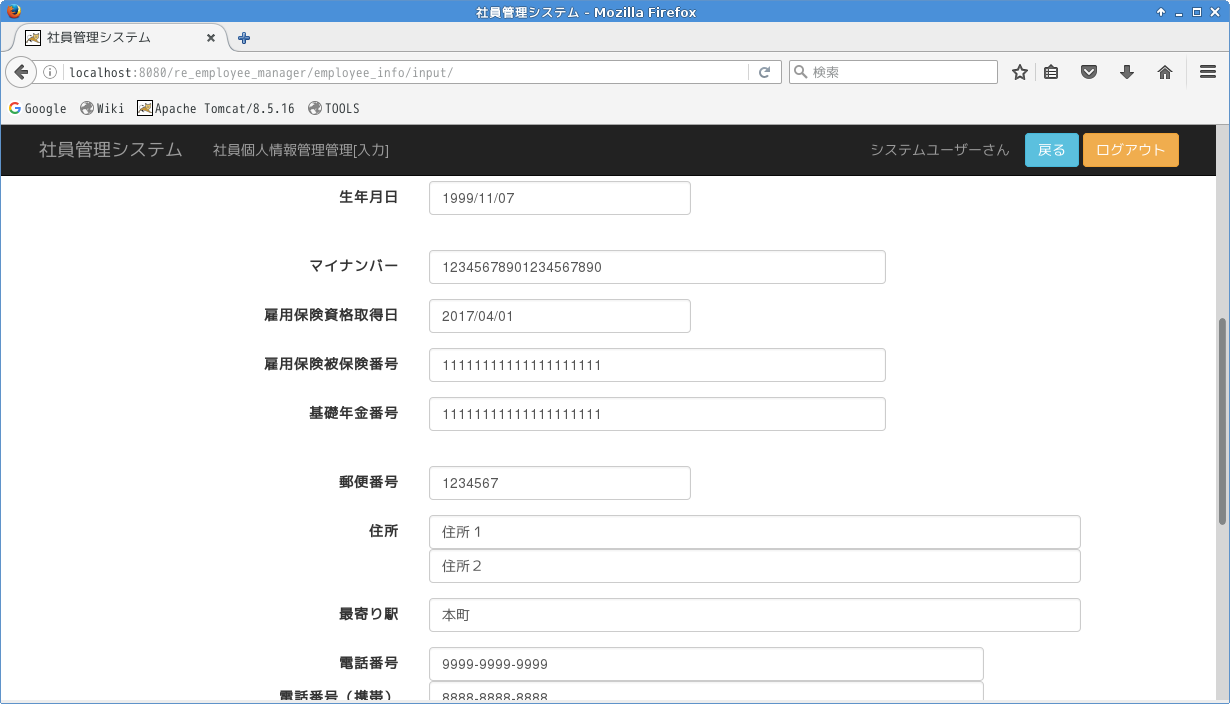 社員管理システム - Mozilla Firefox
社員管理システム
localhost:8080/re_employee_manager/employee_info/input/
検索
Google Wiki Apache Tomcat/8.5.16 TOOLS
社員管理システム 社員個人情報管理管理[入力] システムユーザーさん 戻る ログアウト
生年月日 1999/11/07
マイナンバー 12345678901234567890
雇用保険資格取得日 2017/04/01
雇用保険被保険番号 11111111111111111111
基礎年金番号 11111111111111111111
郵便番号 1234567
住所 住所１
住所２
最寄り駅 本町
電話番号 9999-9999-9999
電話番号（携帯） 8888-8888-8888